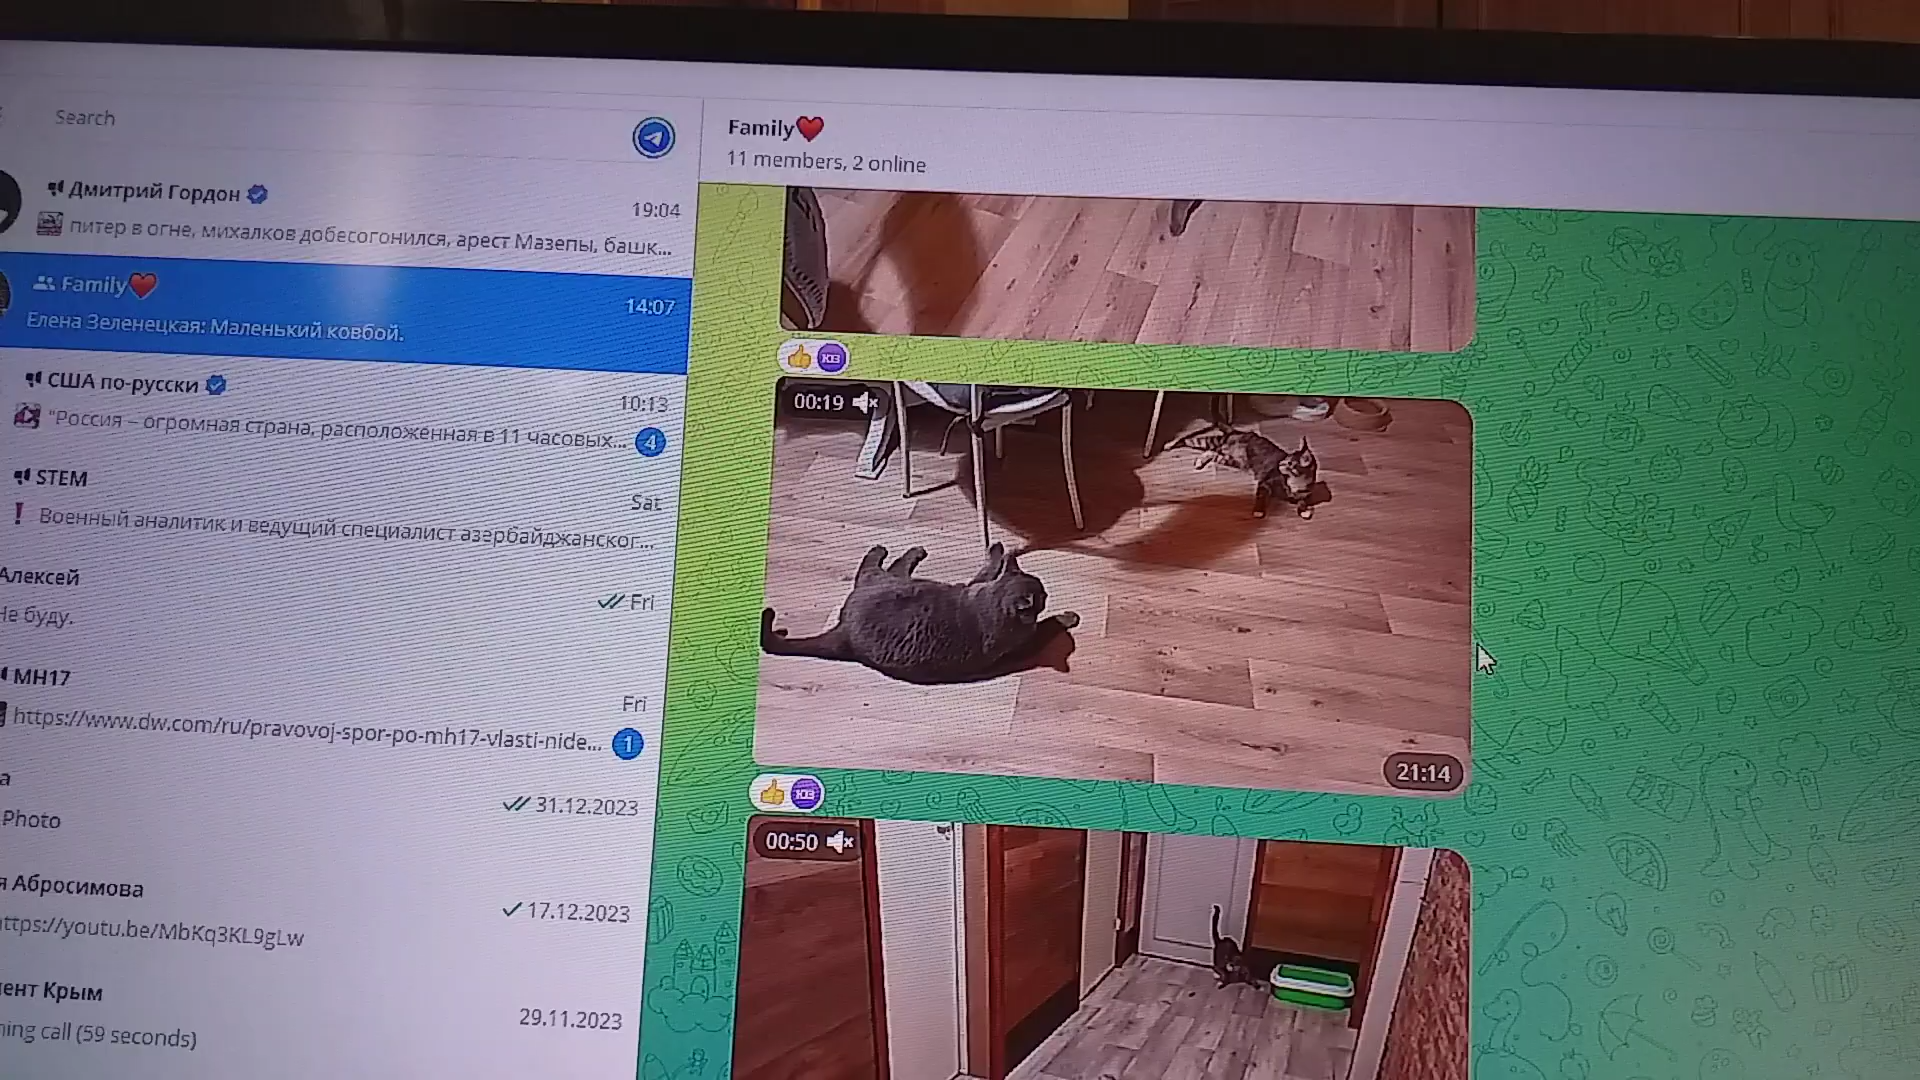 Search
Дмитрий Гордон
19:04
питер в огне, михалков добесогонился, арест Мазепы, башк...
Family
14:07
Елена Зеленецкая: Маленький ковбой.
США по-русски
10:13
"Россия – огромная страна, расположенная в 11 часовых...
4
STEM
Sat
Военный аналитик и ведущий специалист азербайджанског...
Алексей
Fri
Не буду.
MH17
Fri
https://www.dw.com/ru/pravovoj-spor-po-mh17-vlasti-nide...
1
а
31.12.2023
Photo
я Абросимова
17.12.2023
ttps://youtu.be/MbKq3KL9gLw
ент Крым
29.11.2023
ning call (59 seconds)
Family
11 members, 2 online
КЗ
00:19
21:14
КЗ
00:50